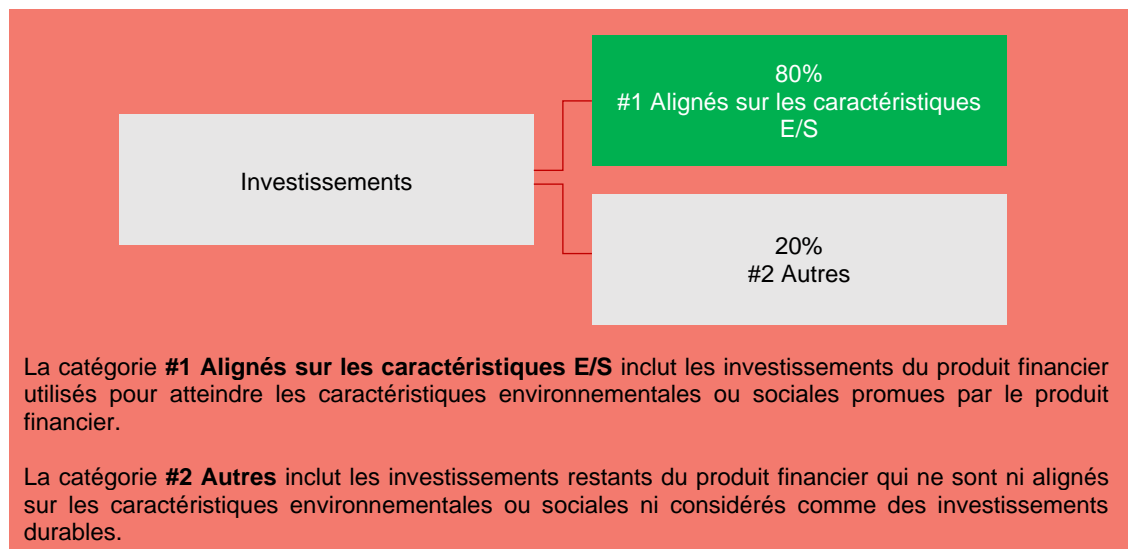 80%
#1 Alignés sur les caractéristiques
E/S
Investissements
20%
#2 Autres
La catégorie #1 Alignés sur les caractéristiques E/S inclut les investissements du produit financier
utilisés pour atteindre les caractéristiques environnementales ou sociales promues par le produit
financier.
La catégorie #2 Autres inclut les investissements restants du produit financier qui ne sont ni alignés
sur les caractéristiques environnementales ou sociales ni considérés comme des investissements
durables.